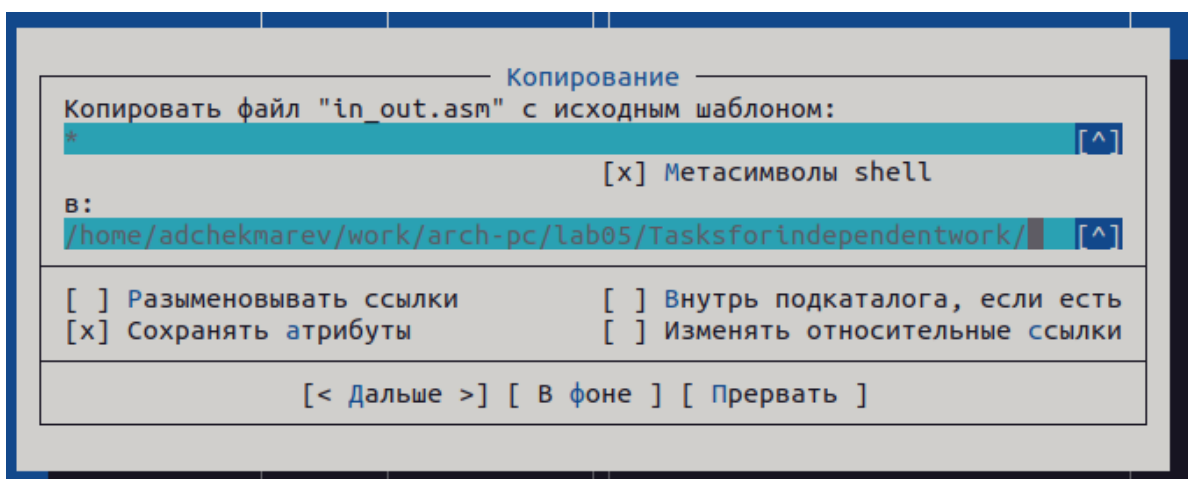 Копирование
Копировать файл "in_out.asm" с исходным шаблоном:
* [^]
[x] Метасимволы shell
в:
/home/adchekmarev/work/arch-pc/lab05/Tasksforindependentwork/ [^]
[ ] Разыменовывать ссылки [ ] Внутрь подкаталога, если есть
[x] Сохранять атрибуты [ ] Изменять относительные ссылки
[< Дальше >] [ В фоне ] [ Прервать ]